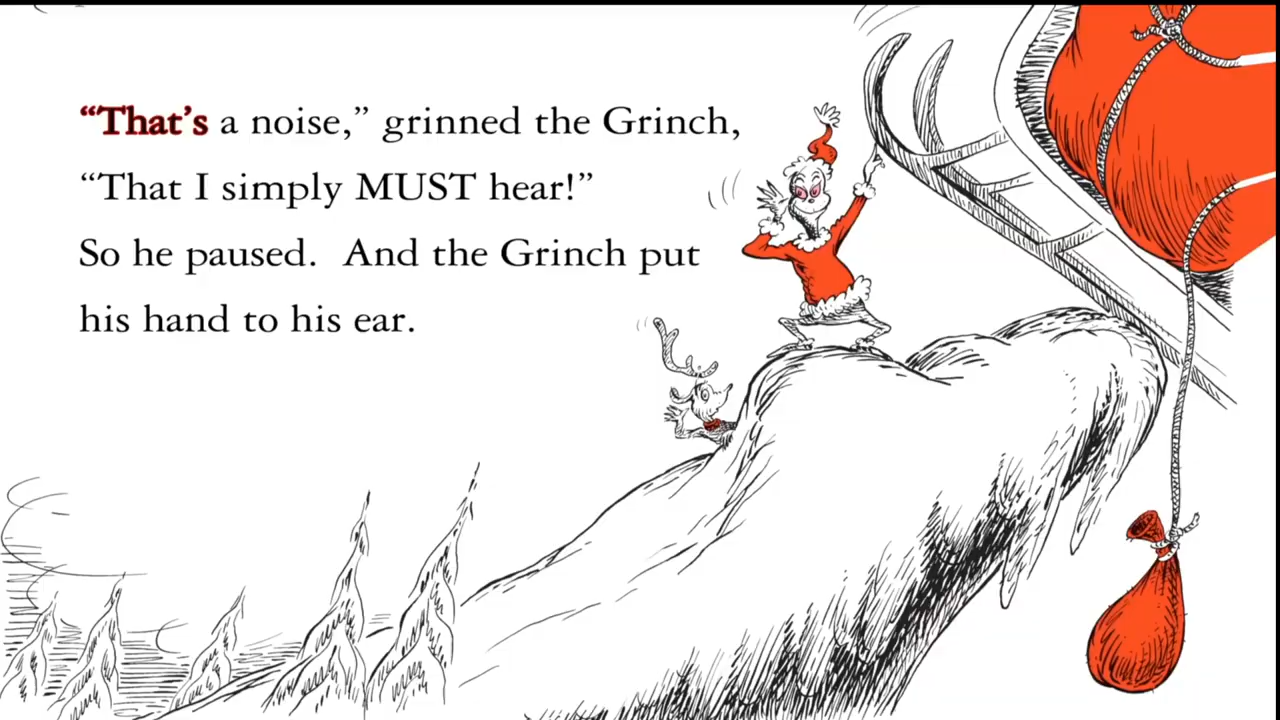 “That’s a noise,” grinned the Grinch,
“That I simply MUST hear!”
So he paused.  And the Grinch put
his hand to his ear.